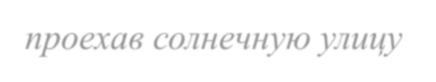 проехав солнечную улицу